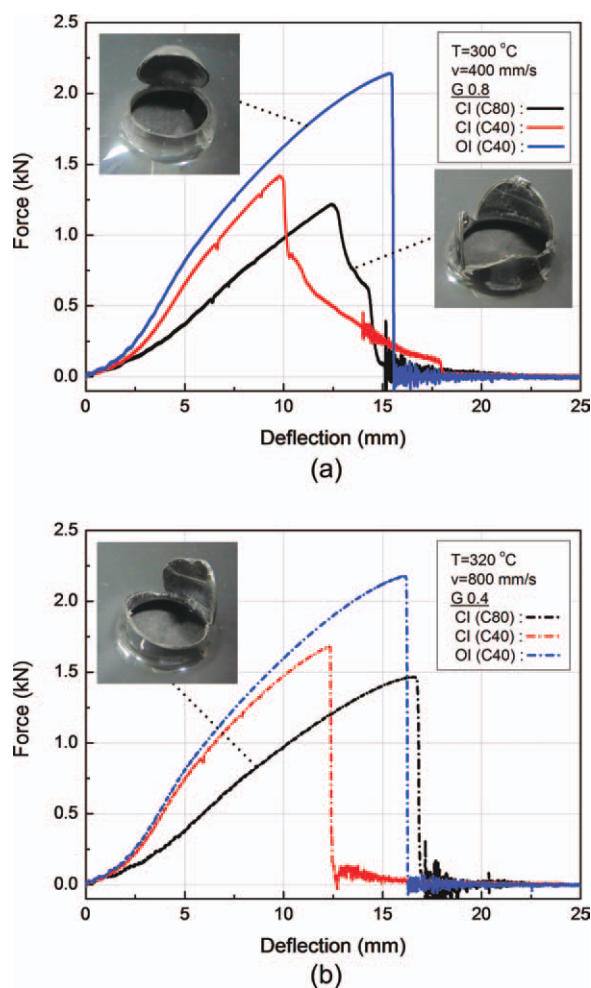 2.5
2.0
1.5
1.0
0.5
0.0
Force (kN)
T=300 °C
v=400 mm/s
G 0.8
CI (C80) :
CI (C40) :
OI (C40) :
0 5 10 15 20 25
Deflection (mm)
(a)
2.5
2.0
1.5
1.0
0.5
0.0
Force (kN)
T=320 °C
v=800 mm/s
G 0.4
CI (C80) :
CI (C40) :
OI (C40) :
0 5 10 15 20 25
Deflection (mm)
(b)